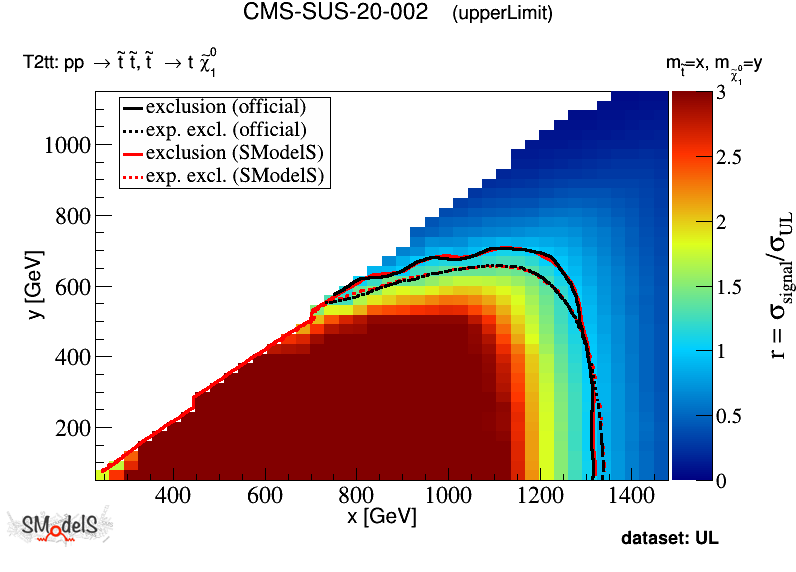 CMS-SUS-20-002 (upperLimit)
T2tt: pp → t̃ t̃, t̃ → t χ̃⁰₁
m_t̃=x, m_χ̃⁰₁=y
exclusion (official)
exp. excl. (official)
exclusion (SModelS)
exp. excl. (SModelS)
1000
800
600
400
200
y [GeV]
400 600 800 1000 1200 1400
x [GeV]
3
2.5
2
1.5
1
0.5
0
r = σ_signal/σ_UL
SModelS
dataset: UL